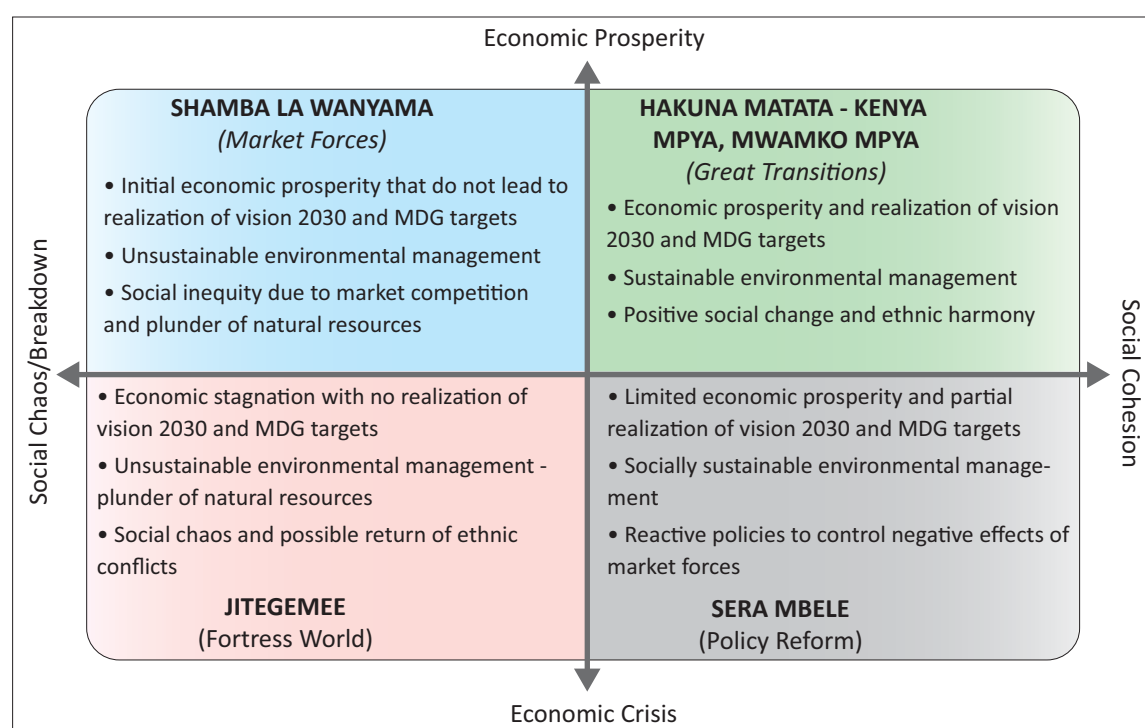 Economic Prosperity
SHAMBA LA WANYAMA
(Market Forces)
• Initial economic prosperity that do not lead to
realization of vision 2030 and MDG targets
• Unsustainable environmental management
• Social inequity due to market competition
and plunder of natural resources
HAKUNA MATATA - KENYA
MPYA, MWAMKO MPYA
(Great Transitions)
• Economic prosperity and realization of vision
2030 and MDG targets
• Sustainable environmental management
• Positive social change and ethnic harmony
Social Chaos/Breakdown
Social Cohesion
• Economic stagnation with no realization of
vision 2030 and MDG targets
• Unsustainable environmental management -
plunder of natural resources
• Social chaos and possible return of ethnic
conflicts
JITEGEMEE
(Fortress World)
• Limited economic prosperity and partial
realization of vision 2030 and MDG targets
• Socially sustainable environmental manage-
ment
• Reactive policies to control negative effects of
market forces
SERA MBELE
(Policy Reform)
Economic Crisis